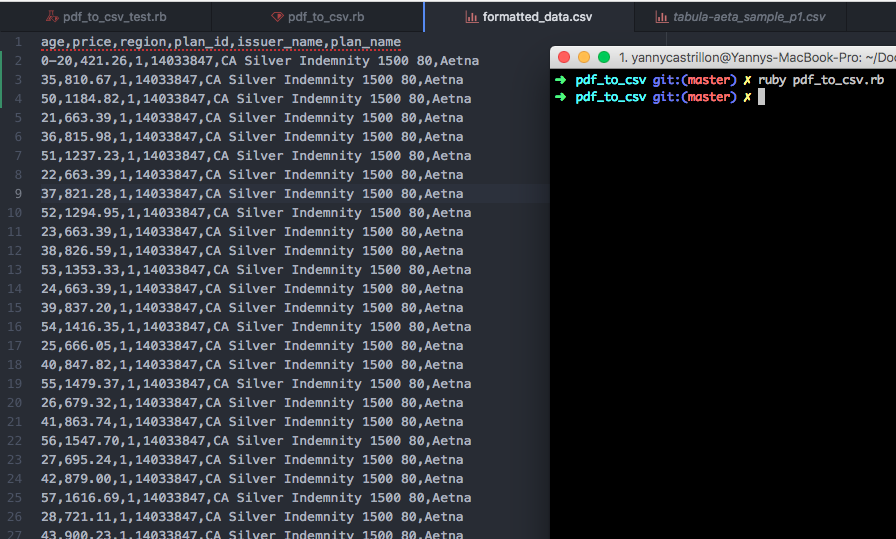 pdf_to_csv_test.rb
pdf_to_csv.rb
formatted_data.csv
tabula-aeta_sample_p1.csv
1 age,price,region,plan_id,issuer_name,plan_name
2 0-20,421.26,1,14033847,CA Silver Indemnity 1500 80,Aetna
3 35,810.67,1,14033847,CA Silver Indemnity 1500 80,Aetna
4 50,1184.82,1,14033847,CA Silver Indemnity 1500 80,Aetna
5 21,663.39,1,14033847,CA Silver Indemnity 1500 80,Aetna
6 36,815.98,1,14033847,CA Silver Indemnity 1500 80,Aetna
7 51,1237.23,1,14033847,CA Silver Indemnity 1500 80,Aetna
8 22,663.39,1,14033847,CA Silver Indemnity 1500 80,Aetna
9 37,821.28,1,14033847,CA Silver Indemnity 1500 80,Aetna
10 52,1294.95,1,14033847,CA Silver Indemnity 1500 80,Aetna
11 23,663.39,1,14033847,CA Silver Indemnity 1500 80,Aetna
12 38,826.59,1,14033847,CA Silver Indemnity 1500 80,Aetna
13 53,1353.33,1,14033847,CA Silver Indemnity 1500 80,Aetna
14 24,663.39,1,14033847,CA Silver Indemnity 1500 80,Aetna
15 39,837.20,1,14033847,CA Silver Indemnity 1500 80,Aetna
16 54,1416.35,1,14033847,CA Silver Indemnity 1500 80,Aetna
17 25,666.05,1,14033847,CA Silver Indemnity 1500 80,Aetna
18 40,847.82,1,14033847,CA Silver Indemnity 1500 80,Aetna
19 55,1479.37,1,14033847,CA Silver Indemnity 1500 80,Aetna
20 26,679.32,1,14033847,CA Silver Indemnity 1500 80,Aetna
21 41,863.74,1,14033847,CA Silver Indemnity 1500 80,Aetna
22 56,1547.70,1,14033847,CA Silver Indemnity 1500 80,Aetna
23 27,695.24,1,14033847,CA Silver Indemnity 1500 80,Aetna
24 42,879.00,1,14033847,CA Silver Indemnity 1500 80,Aetna
25 57,1616.69,1,14033847,CA Silver Indemnity 1500 80,Aetna
26 28,721.11,1,14033847,CA Silver Indemnity 1500 80,Aetna
27 43,900.23,1,14033847,CA Silver Indemnity 1500 80,Aetna
1. yannycastrillon@Yannys-MacBook-Pro: ~/Doc
➜ pdf_to_csv git:(master) ✗ ruby pdf_to_csv.rb
➜ pdf_to_csv git:(master) ✗